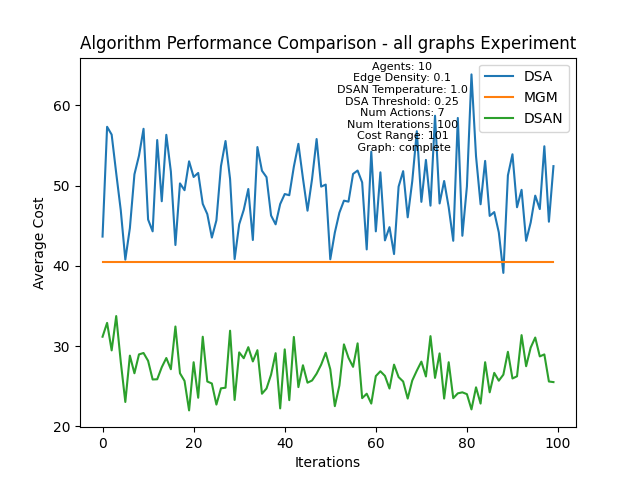 Algorithm Performance Comparison - all graphs Experiment
Agents: 10
Edge Density: 0.1
DSAN Temperature: 1.0
DSA Threshold: 0.25
Num Actions: 7
Num Iterations: 100
Cost Range: 101
Graph: complete
DSA
MGM
DSAN
Average Cost
60
50
40
30
20
0
20
40
60
80
100
Iterations